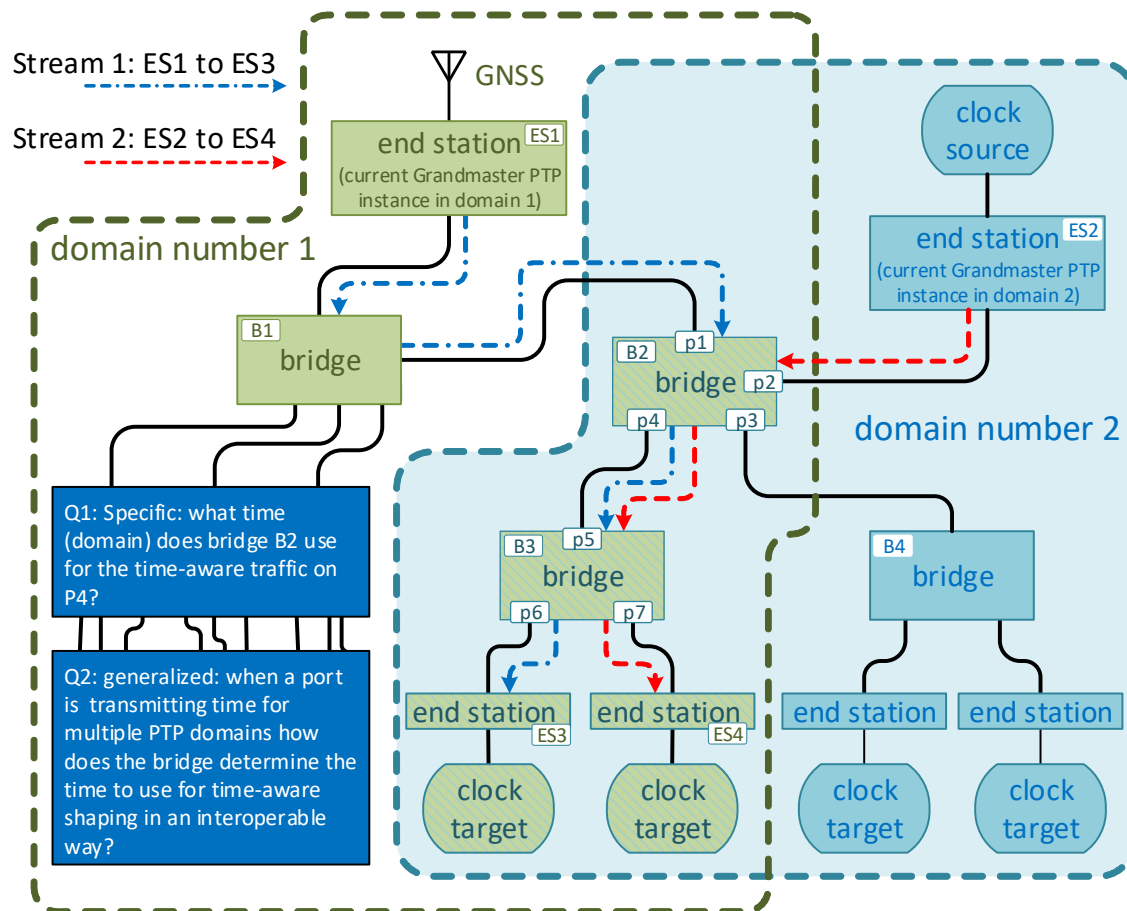 Stream 1: ES1 to ES3
Stream 2: ES2 to ES4
GNSS
ES1
end station
(current Grandmaster PTP
instance in domain 1)
clock
source
ES2
end station
(current Grandmaster PTP
instance in domain 2)
domain number 1
B1
bridge
p1
B2
bridge
p2
p4
p3
domain number 2
Q1: Specific: what time
(domain) does bridge B2 use
for the time-aware traffic on
P4?
p5
B3
bridge
p6
p7
B4
bridge
Q2: generalized: when a port
is transmitting time for
multiple PTP domains how
does the bridge determine the
time to use for time-aware
shaping in an interoperable
way?
end station
ES3
end station
ES4
end station
end station
clock
target
clock
target
clock
target
clock
target